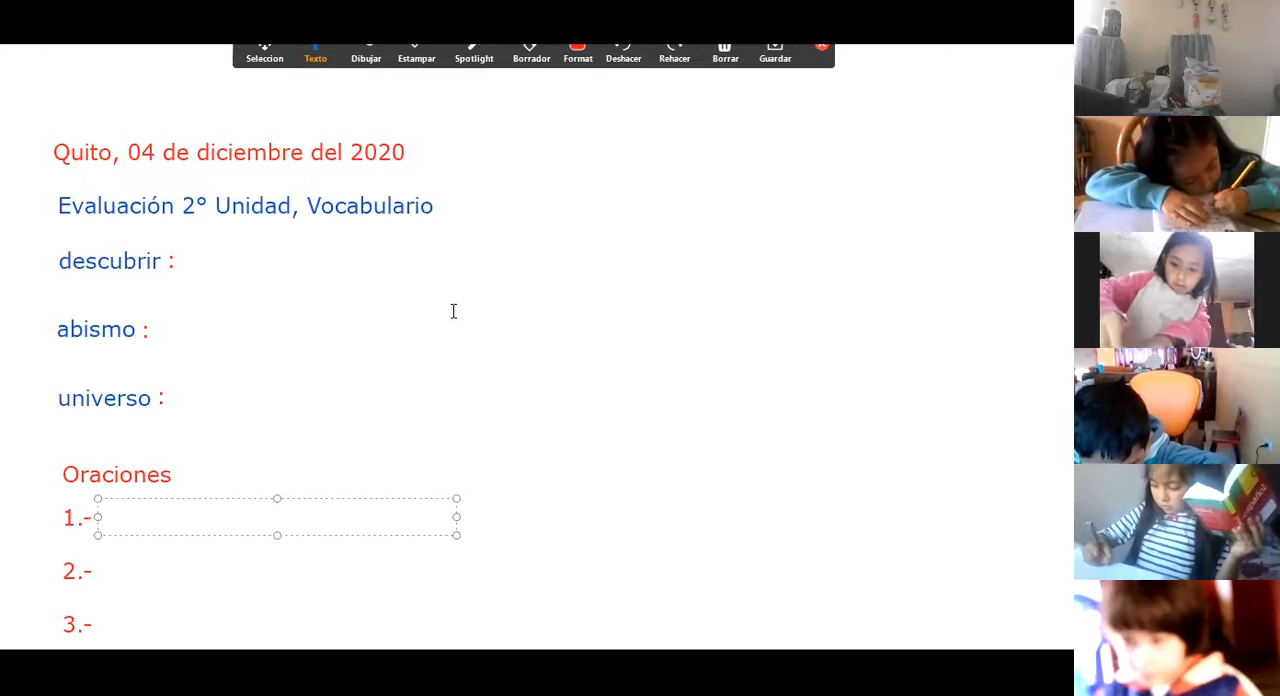 Seleccion Texto Dibujar Estampar Spotlight Borrador Format Deshacer Rehacer Borrar Guardar
Quito, 04 de diciembre del 2020
Evaluación 2° Unidad, Vocabulario
descubrir :
abismo :
universo :
Oraciones
1.-
2.-
3.-
español